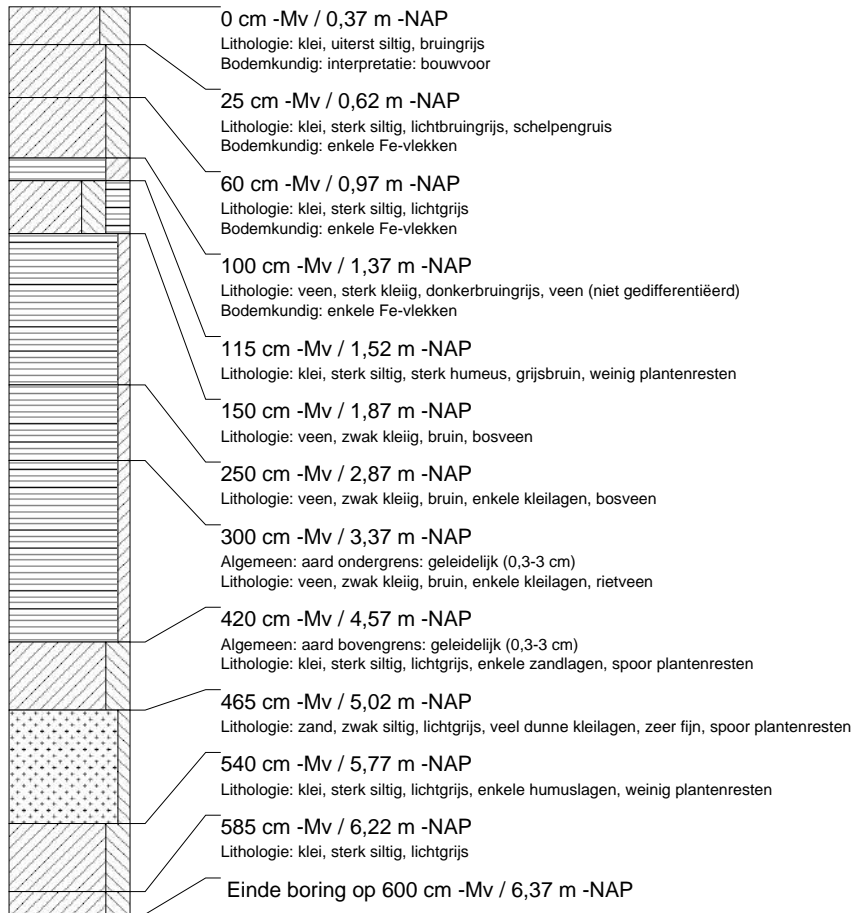 0 cm -Mv / 0,37 m -NAP
Lithologie: klei, uiterst siltig, bruingrijs
Bodemkundig: interpretatie: bouwvoor
25 cm -Mv / 0,62 m -NAP
Lithologie: klei, sterk siltig, lichtbruingrijs, schelpengruis
Bodemkundig: enkele Fe-vlekken
60 cm -Mv / 0,97 m -NAP
Lithologie: klei, sterk siltig, lichtgrijs
Bodemkundig: enkele Fe-vlekken
100 cm -Mv / 1,37 m -NAP
Lithologie: veen, sterk kleiig, donkerbruingrijs, veen (niet gedifferentiëerd)
Bodemkundig: enkele Fe-vlekken
115 cm -Mv / 1,52 m -NAP
Lithologie: klei, sterk siltig, sterk humeus, grijsbruin, weinig plantenresten
150 cm -Mv / 1,87 m -NAP
Lithologie: veen, zwak kleiig, bruin, bosveen
250 cm -Mv / 2,87 m -NAP
Lithologie: veen, zwak kleiig, bruin, enkele kleilagen, bosveen
300 cm -Mv / 3,37 m -NAP
Algemeen: aard ondergrens: geleidelijk (0,3-3 cm)
Lithologie: veen, zwak kleiig, bruin, enkele kleilagen, rietveen
420 cm -Mv / 4,57 m -NAP
Algemeen: aard bovengrens: geleidelijk (0,3-3 cm)
Lithologie: klei, sterk siltig, lichtgrijs, enkele zandlagen, spoor plantenresten
465 cm -Mv / 5,02 m -NAP
Lithologie: zand, zwak siltig, lichtgrijs, veel dunne kleilagen, zeer fijn, spoor plantenresten
540 cm -Mv / 5,77 m -NAP
Lithologie: klei, sterk siltig, lichtgrijs, enkele humuslagen, weinig plantenresten
585 cm -Mv / 6,22 m -NAP
Lithologie: klei, sterk siltig, lichtgrijs
Einde boring op 600 cm -Mv / 6,37 m -NAP